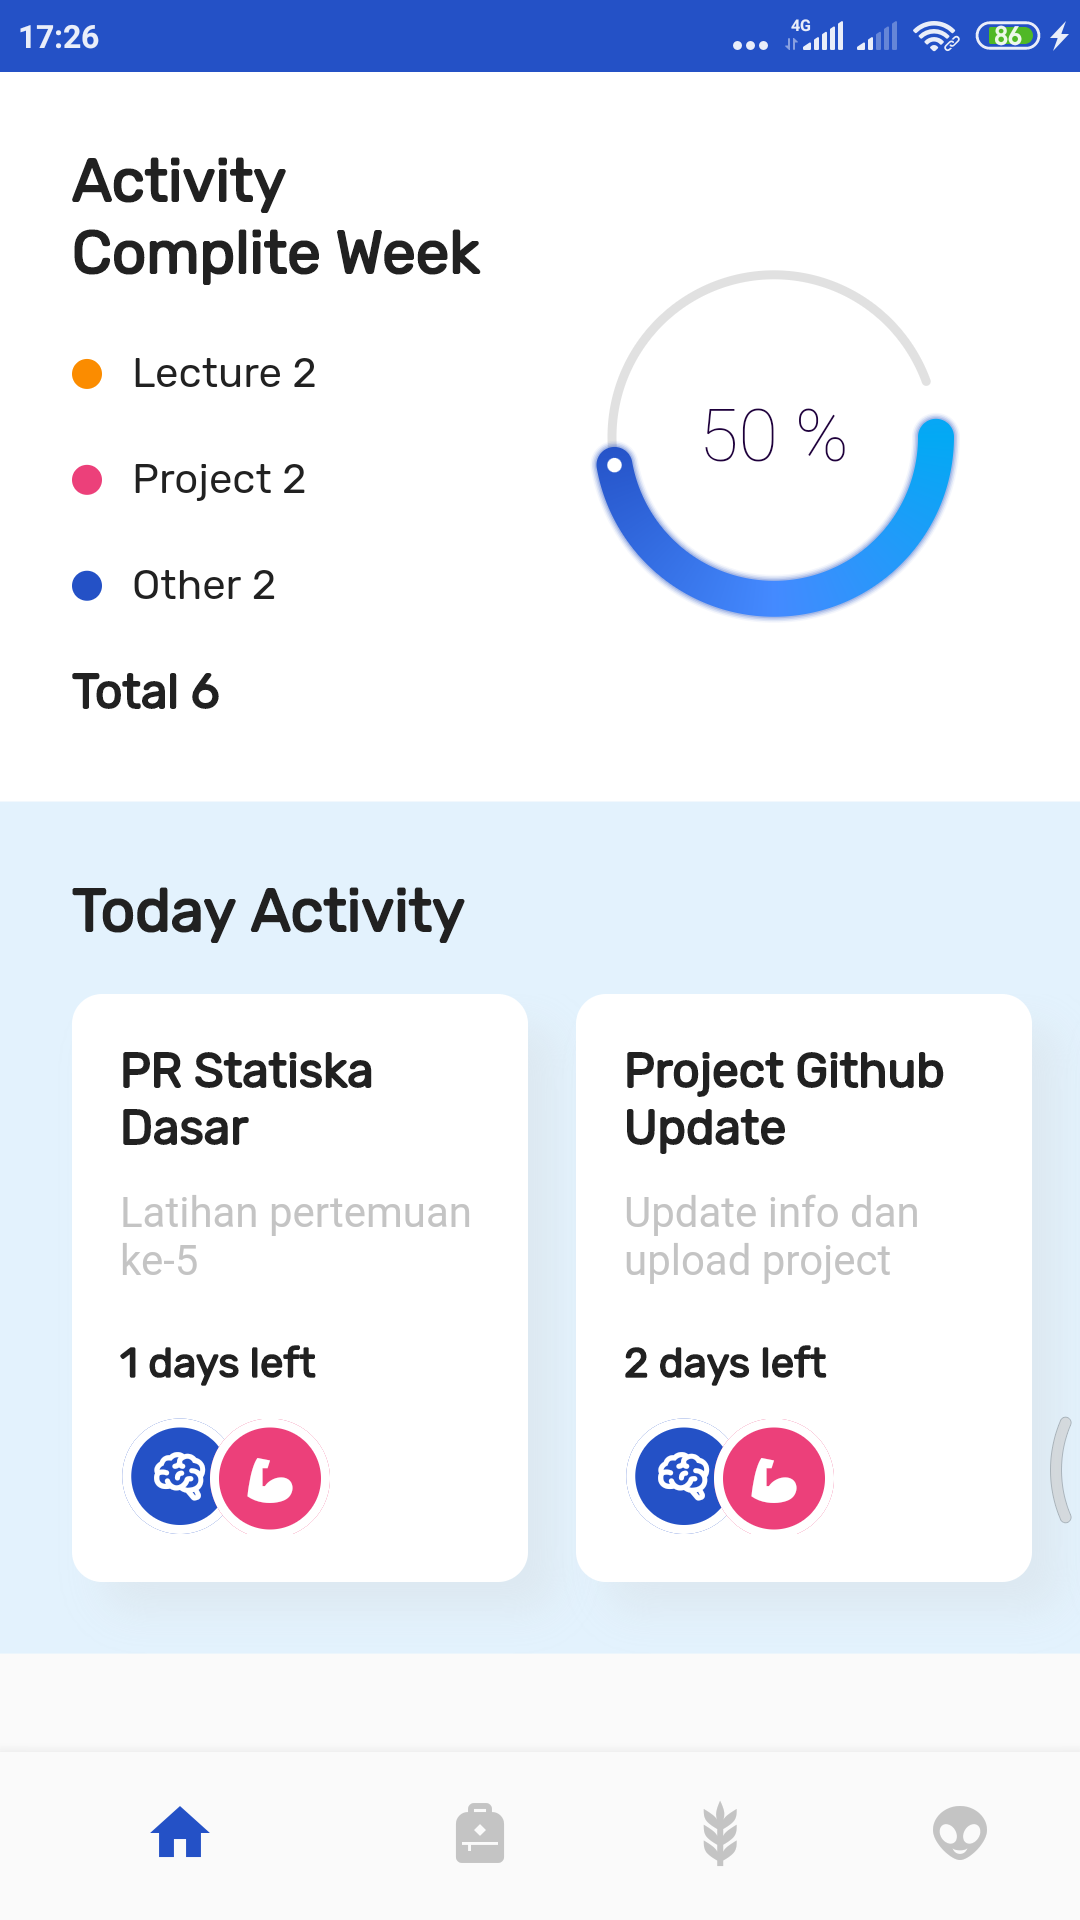 17:26
4G
86
Activity
Complite Week
Lecture 2
Project 2
Other 2
Total 6
50 %
Today Activity
PR Statiska
Dasar
Latihan pertemuan
ke-5
1 days left
Project Github
Update
Update info dan
upload project
2 days left